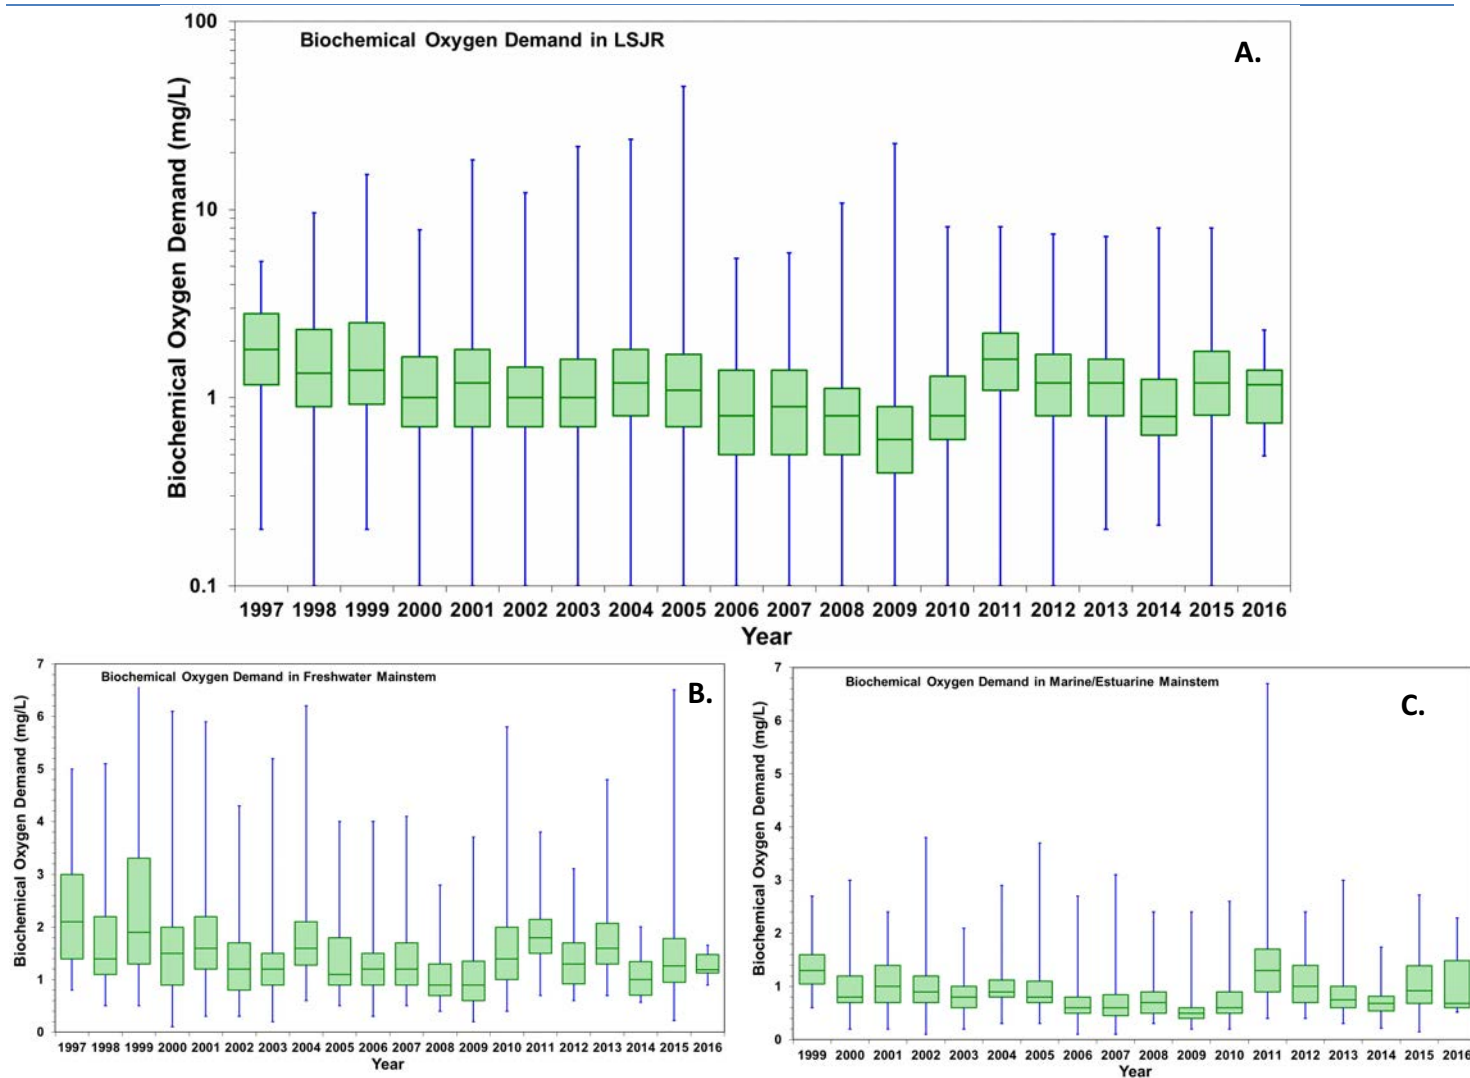 Biochemical Oxygen Demand in LSJR
A.
Biochemical Oxygen Demand (mg/L)
100
10
1
0.1
1997 1998 1999 2000 2001 2002 2003 2004 2005 2006 2007 2008 2009 2010 2011 2012 2013 2014 2015 2016
Year
Biochemical Oxygen Demand in Freshwater Mainstem
B.
Biochemical Oxygen Demand (mg/L)
7
6
5
4
3
2
1
0
1997 1998 1999 2000 2001 2002 2003 2004 2005 2006 2007 2008 2009 2010 2011 2012 2013 2014 2015 2016
Year
Biochemical Oxygen Demand in Marine/Estuarine Mainstem
C.
Biochemical Oxygen Demand (mg/L)
7
6
5
4
3
2
1
0
1999 2000 2001 2002 2003 2004 2005 2006 2007 2008 2009 2010 2011 2012 2013 2014 2015 2016
Year